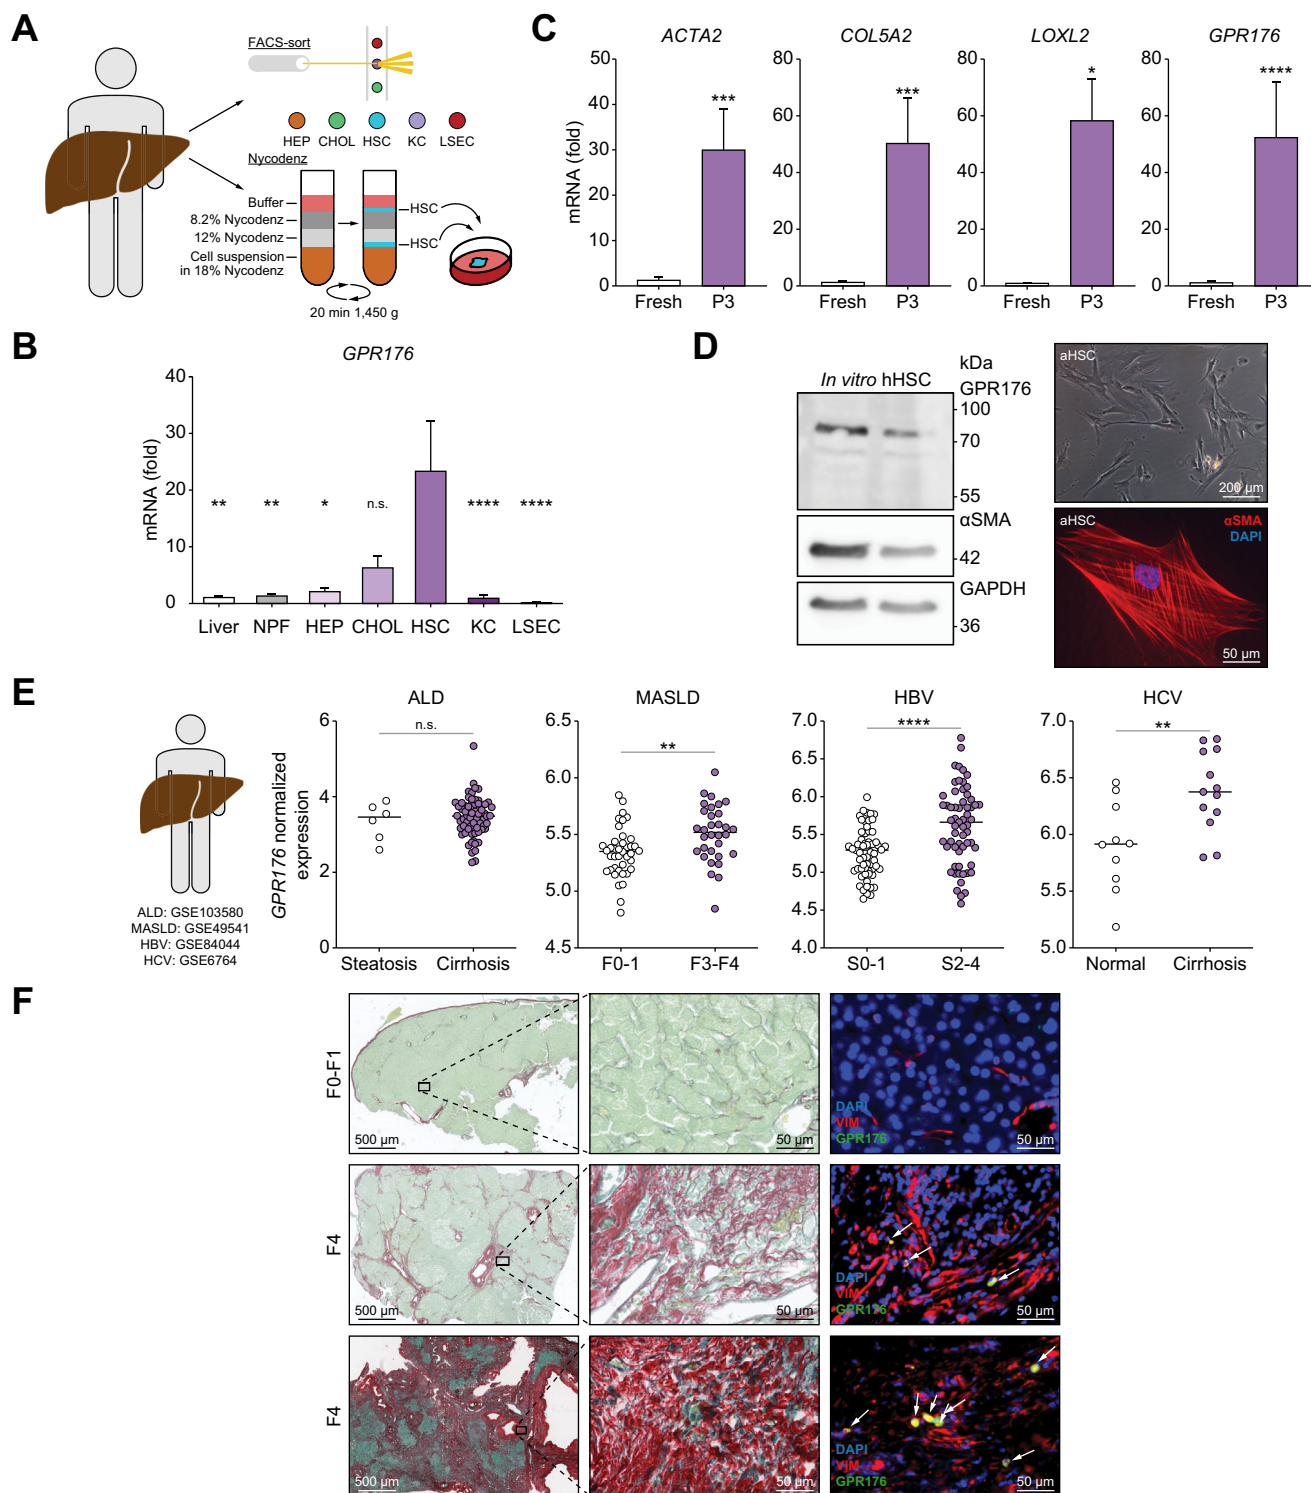 A
FACS-sort
HEP CHOL HSC KC LSEC
Nycodenz
Buffer
8.2% Nycodenz
12% Nycodenz
Cell suspension
in 18% Nycodenz
HSC
HSC
20 min 1,450 g
B
GPR176
mRNA (fold)
40
30
20
10
0
** ** * n.s. **** ****
Liver NPF HEP CHOL HSC KC LSEC
C
ACTA2
mRNA (fold)
50
40
30
20
10
0
***
Fresh P3
COL5A2
80
60
40
20
0
***
Fresh P3
LOXL2
80
60
40
20
0
*
Fresh P3
GPR176
80
60
40
20
0
****
Fresh P3
D
In vitro hHSC
kDa
GPR176
100
70
55
αSMA
42
GAPDH
36
aHSC
200 µm
aHSC
αSMA
DAPI
50 µm
E
ALD: GSE103580
MASLD: GSE49541
HBV: GSE84044
HCV: GSE6764
GPR176 normalized
expression
ALD
n.s.
6
4
2
0
Steatosis Cirrhosis
MASLD
**
6.5
6.0
5.5
5.0
4.5
F0-1 F3-F4
HBV
****
7.0
6.5
6.0
5.5
5.0
4.5
4.0
S0-1 S2-4
HCV
**
7.0
6.5
6.0
5.5
5.0
Normal Cirrhosis
F
F0-F1
500 µm
50 µm
DAPI
VIM
GPR176
50 µm
F4
500 µm
50 µm
DAPI
VIM
GPR176
50 µm
F4
500 µm
50 µm
DAPI
VIM
GPR176
50 µm